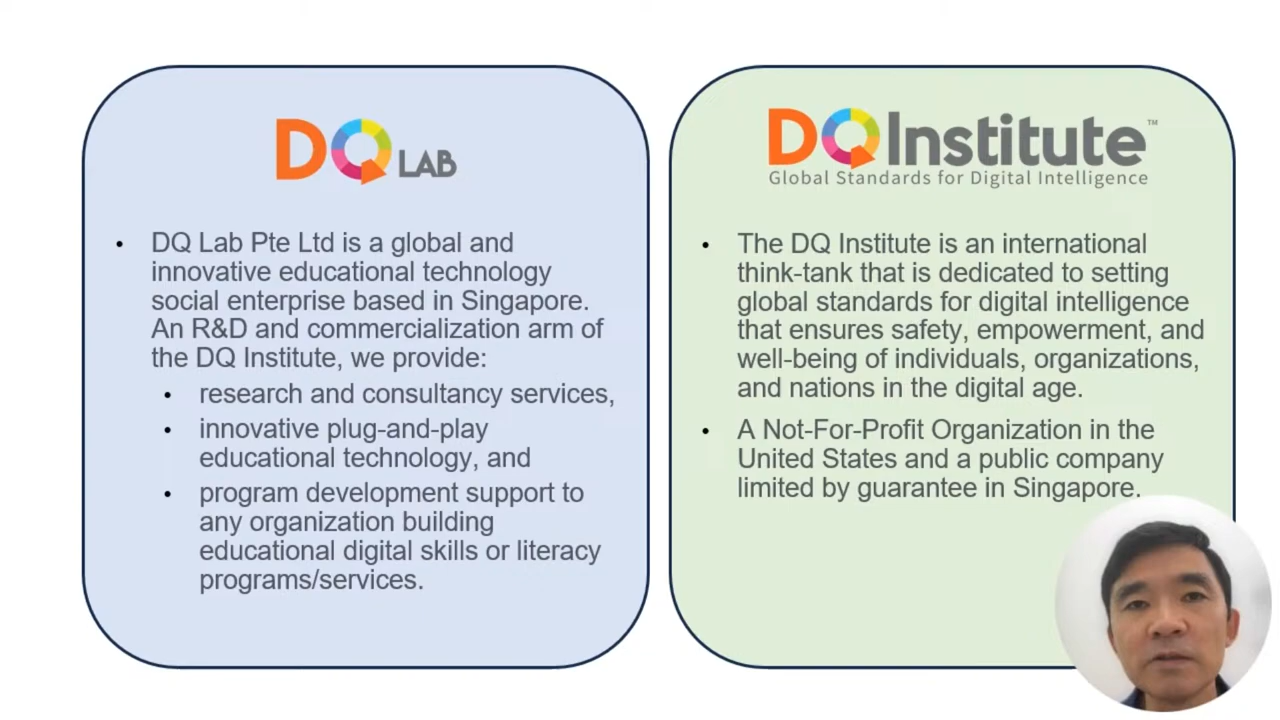 DQ LAB
DQ Lab Pte Ltd is a global and
innovative educational technology
social enterprise based in Singapore.
An R&D and commercialization arm of
the DQ Institute, we provide:
research and consultancy services,
innovative plug-and-play
educational technology, and
program development support to
any organization building
educational digital skills or literacy
programs/services.
DQ Institute™
Global Standards for Digital Intelligence
The DQ Institute is an international
think-tank that is dedicated to setting
global standards for digital intelligence
that ensures safety, empowerment, and
well-being of individuals, organizations,
and nations in the digital age.
A Not-For-Profit Organization in the
United States and a public company
limited by guarantee in Singapore.